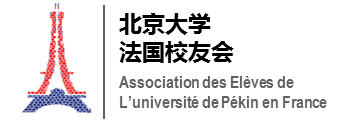 北京大学
法国校友会
Association des Elèves de
L'université de Pékin en France